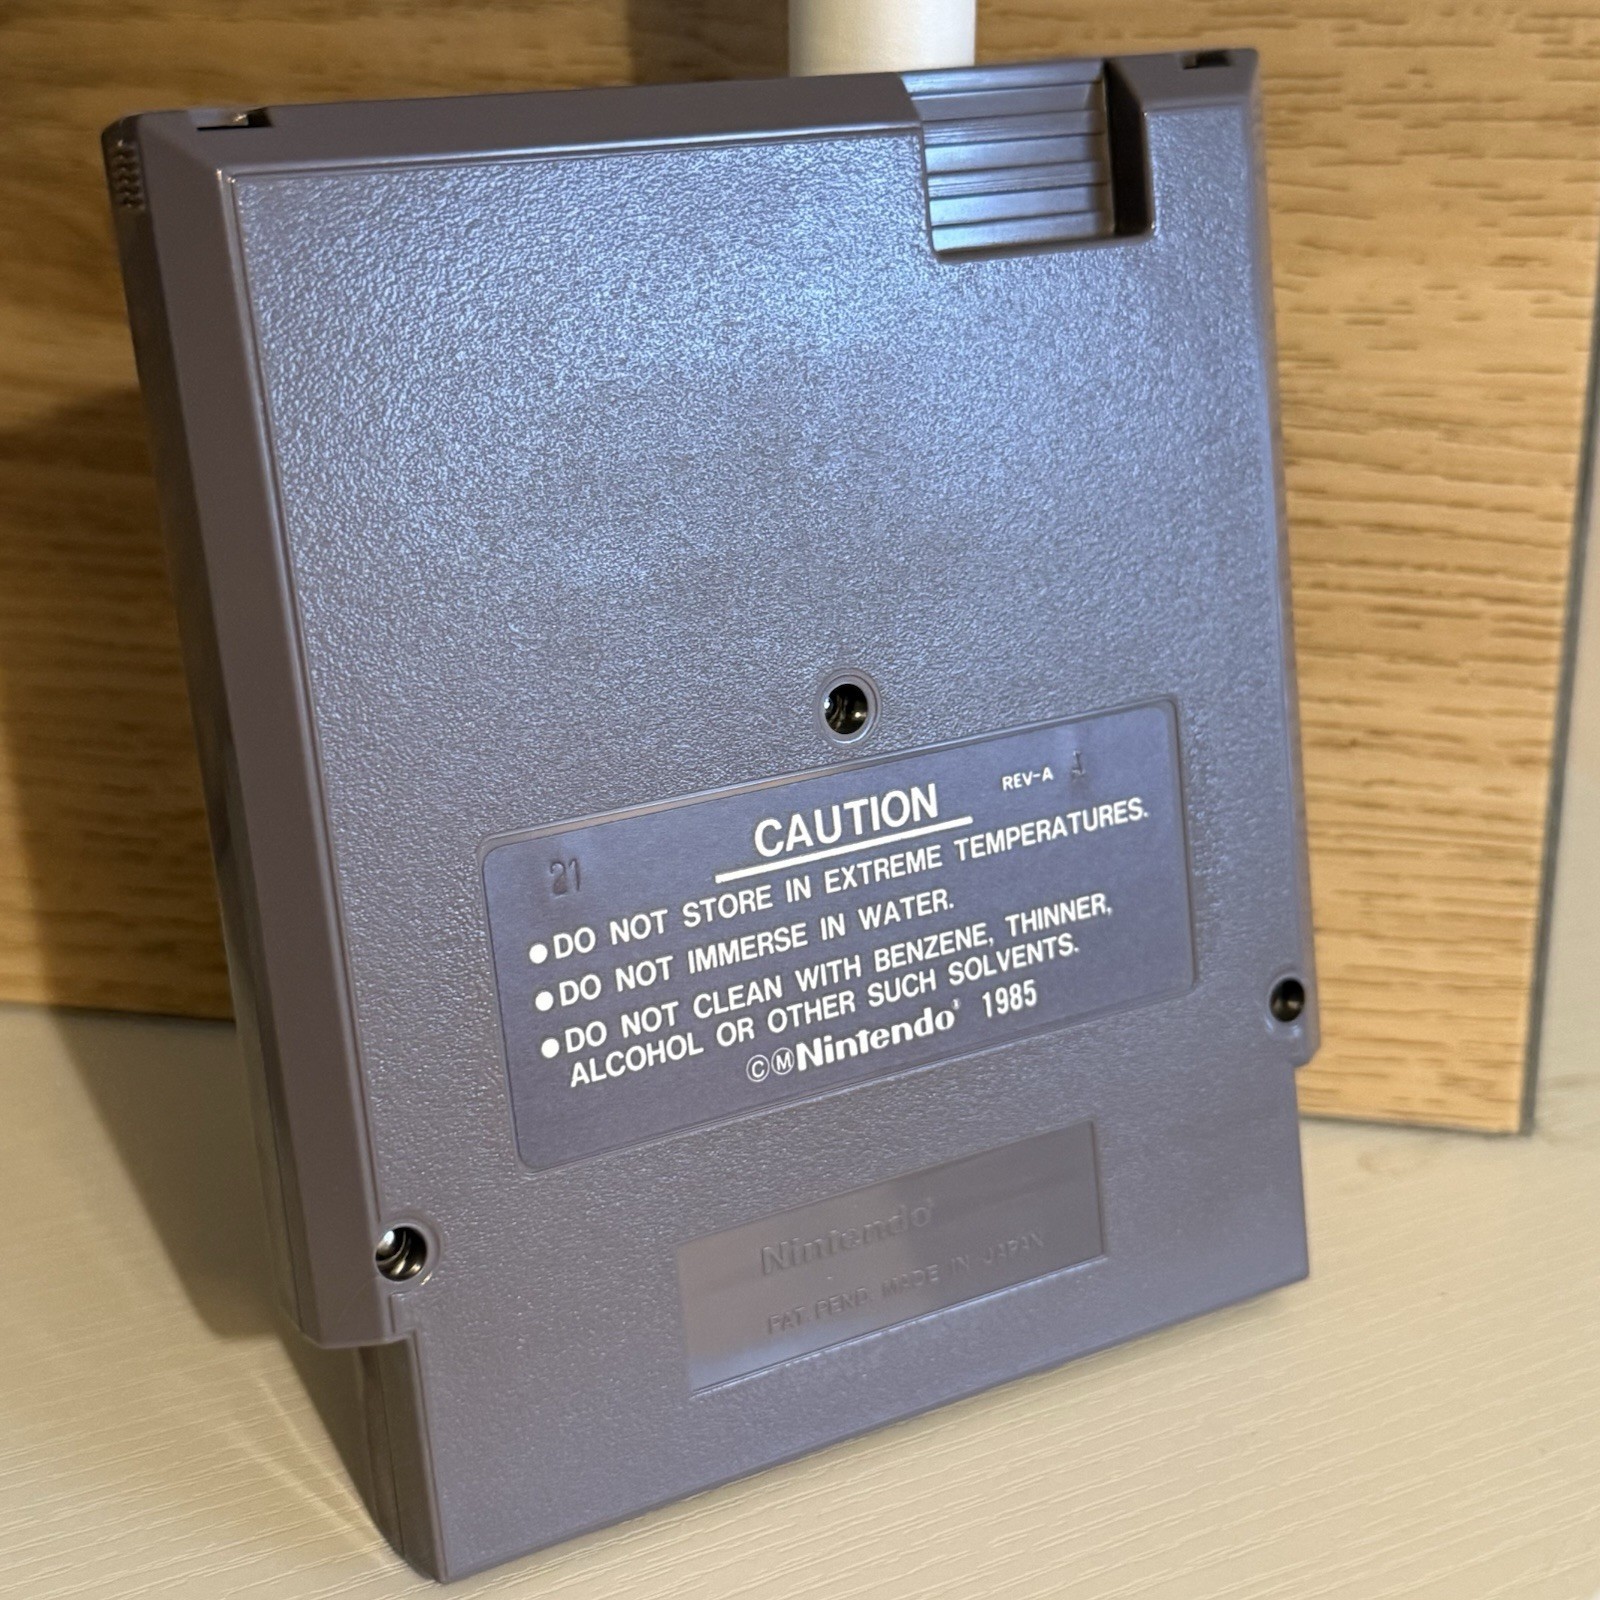 CAUTION REV-A
21
●DO NOT STORE IN EXTREME TEMPERATURES.
●DO NOT IMMERSE IN WATER.
●DO NOT CLEAN WITH BENZENE, THINNER,
ALCOHOL OR OTHER SUCH SOLVENTS.
©ⓂNintendo® 1985
Nintendo®
PAT. PEND. MADE IN JAPAN